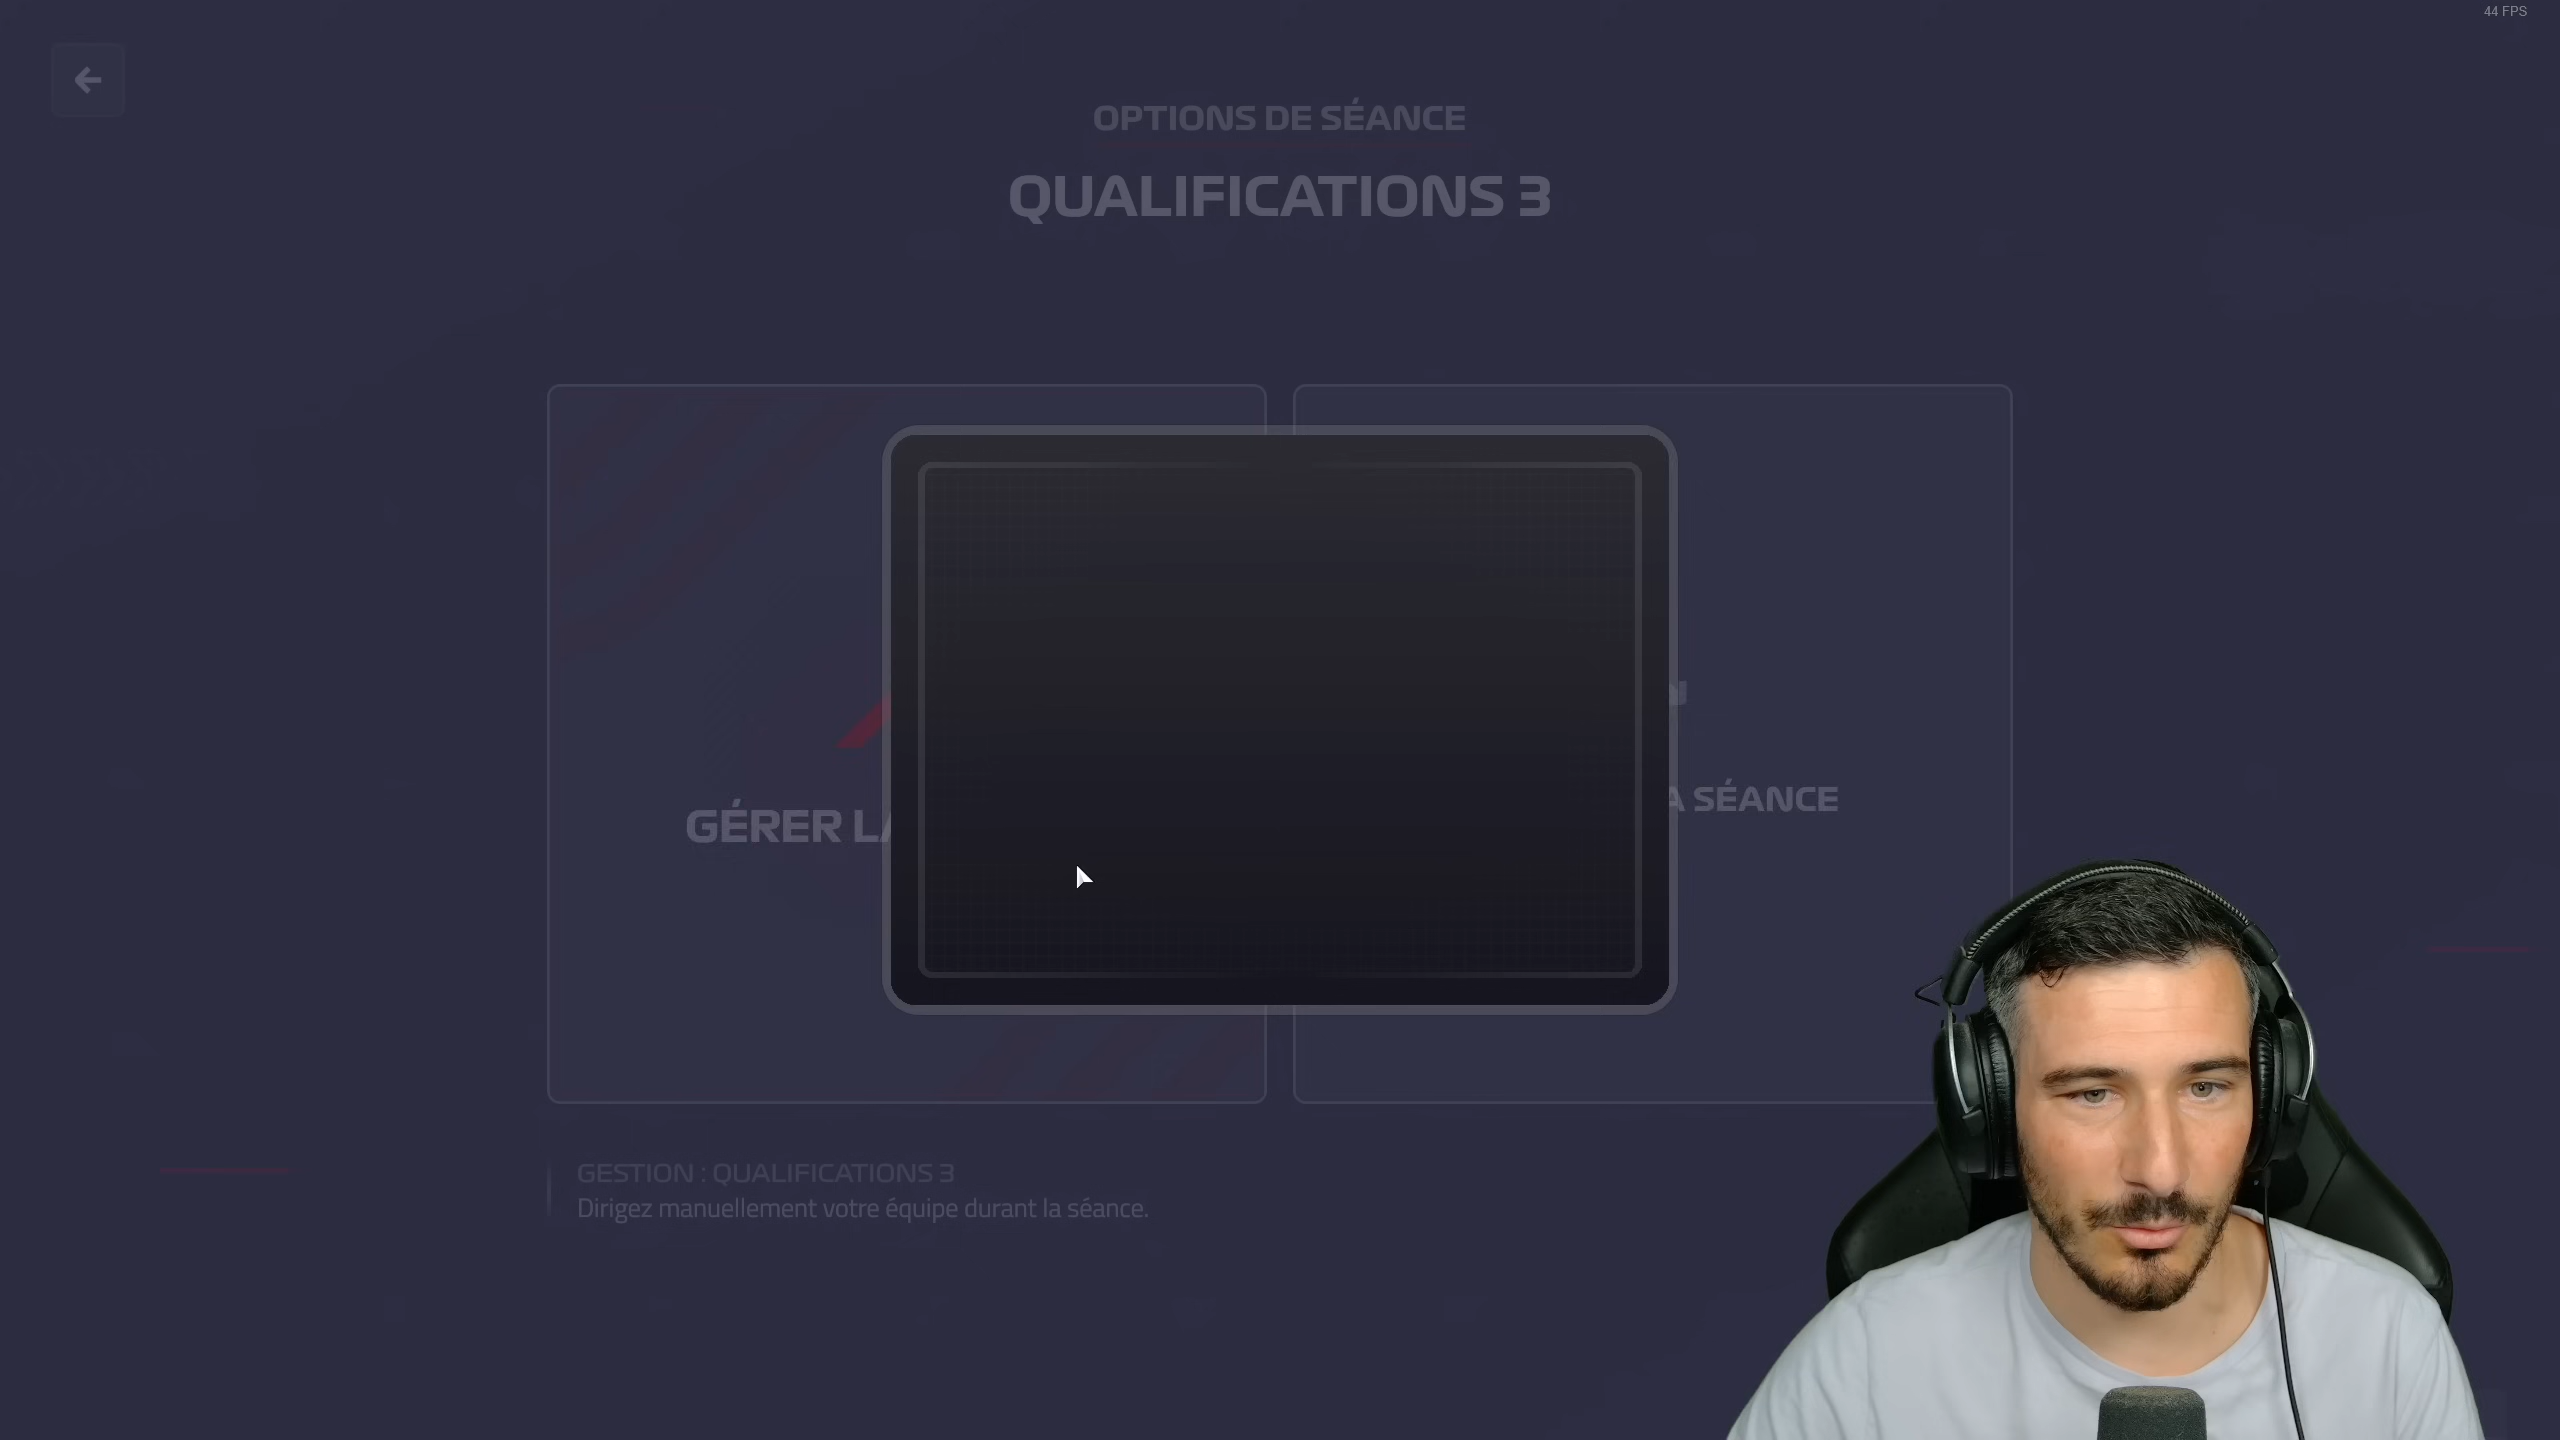 44 FPS
OPTIONS DE SÉANCE
QUALIFICATIONS 3
GÉRER LA
SÉANCE
GESTION : QUALIFICATIONS 3
Dirigez manuellement votre équipe durant la séance.